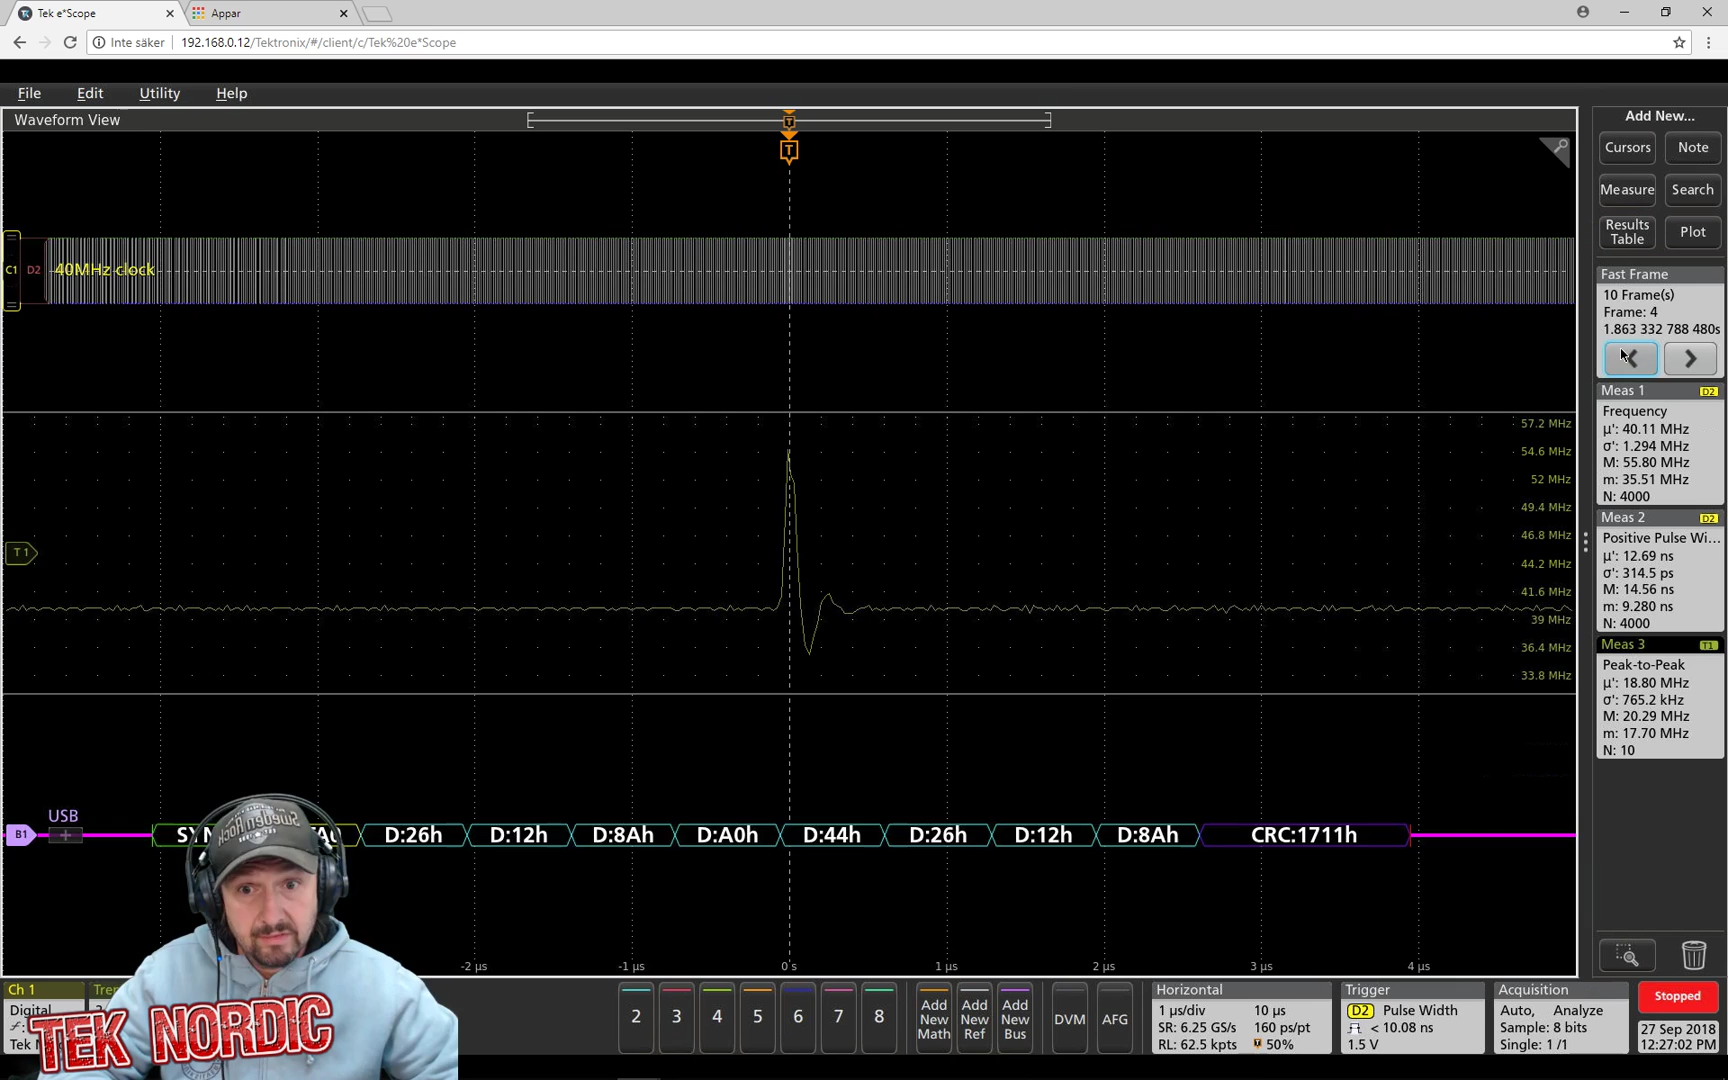 Tek e*Scope
Appar
Inte säker
192.168.0.12/Tektronix/#/client/c/Tek%20e*Scope
File Edit Utility Help
Waveform View
T
T
C1 D2 40MHz clock
57.2 MHz
54.6 MHz
52 MHz
49.4 MHz
46.8 MHz
44.2 MHz
41.6 MHz
39 MHz
36.4 MHz
33.8 MHz
T1
USB
B1
D:26h D:12h D:8Ah D:A0h D:44h D:26h D:12h D:8Ah CRC:1711h
-2 µs -1 µs 0 s 1 µs 2 µs 3 µs 4 µs
Add New...
Cursors Note
Measure Search
Results Table Plot
Fast Frame
10 Frame(s)
Frame: 4
1.863 332 788 480s
Meas 1 D2
Frequency
µ': 40.11 MHz
σ': 1.294 MHz
M: 55.80 MHz
m: 35.51 MHz
N: 4000
Meas 2 D2
Positive Pulse Wi...
µ': 12.69 ns
σ': 314.5 ps
M: 14.56 ns
m: 9.280 ns
N: 4000
Meas 3 T1
Peak-to-Peak
µ': 18.80 MHz
σ': 765.2 kHz
M: 20.29 MHz
m: 17.70 MHz
N: 10
Ch 1
Digital
TEK NORDIC
2 3 4 5 6 7 8
Add New Math
Add New Ref
Add New Bus
DVM
AFG
Horizontal
1 µs/div 10 µs
SR: 6.25 GS/s 160 ps/pt
RL: 62.5 kpts 50%
Trigger
D2 Pulse Width
< 10.08 ns
1.5 V
Acquisition
Auto, Analyze
Sample: 8 bits
Single: 1 /1
Stopped
27 Sep 2018
12:27:02 PM